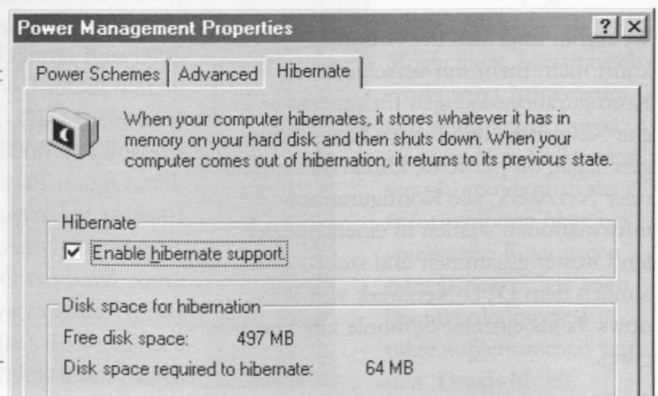 Power Management Properties
Power Schemes
Advanced
Hibernate
When your computer hibernates, it stores whatever it has in
memory on your hard disk and then shuts down. When your
computer comes out of hibernation, it returns to its previous state.
Hibernate
Enable hibernate support.
Disk space for hibernation
Free disk space: 497 MB
Disk space required to hibernate: 64 MB